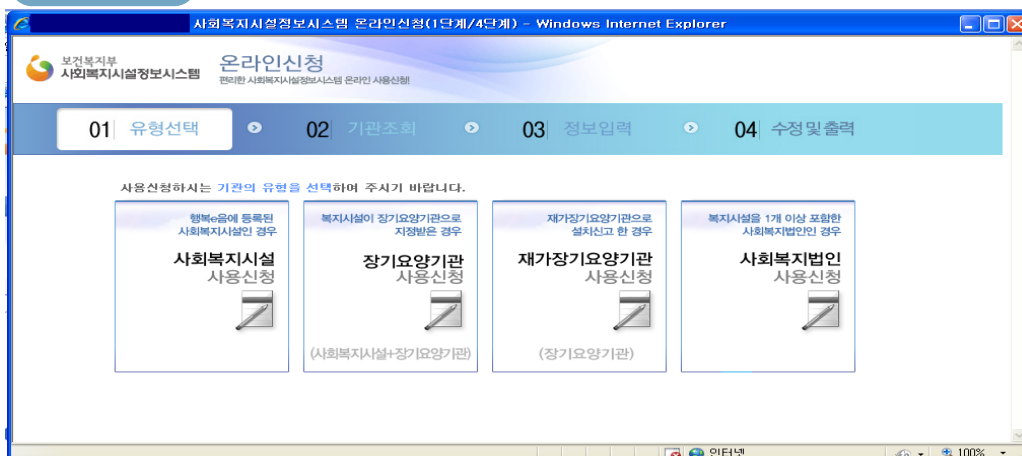 사회복지시설정보시스템 온라인신청(1단계/4단계) - Windows Internet Explorer
보건복지부
사회복지시설정보시스템
온라인신청
편리한 사회복지시설정보시스템 온라인 사용신청!
01 유형선택 02 기관조회 03 정보입력 04 수정및출력
사용신청하시는 기관의 유형을 선택하여 주시기 바랍니다.
행복e음에 등록된
사회복지시설인 경우
사회복지시설
사용신청
복지시설이 장기요양기관으로
지정받은 경우
장기요양기관
사용신청
(사회복지시설+장기요양기관)
재가장기요양기관으로
설치신고 한 경우
재가장기요양기관
사용신청
(장기요양기관)
복지시설을 1개 이상 포함한
사회복지법인인 경우
사회복지법인
사용신청
인터넷 100%